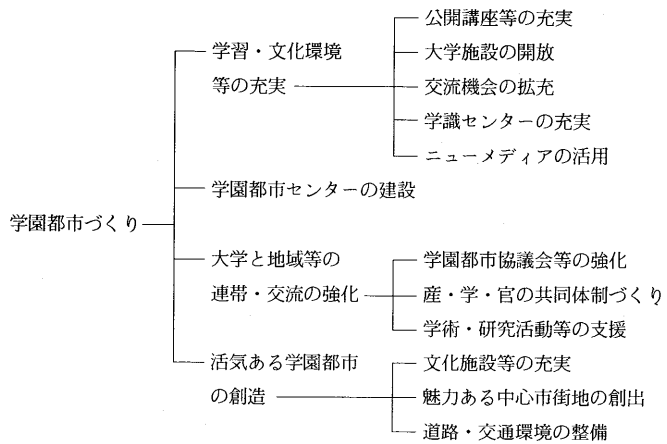 学園都市づくり
学習・文化環境
等の充実
公開講座等の充実
大学施設の開放
交流機会の拡充
学識センターの充実
ニューメディアの活用
学園都市センターの建設
大学と地域等の
連帯・交流の強化
学園都市協議会等の強化
産・学・官の共同体制づくり
学術・研究活動等の支援
活気ある学園都市
の創造
文化施設等の充実
魅力ある中心市街地の創出
道路・交通環境の整備